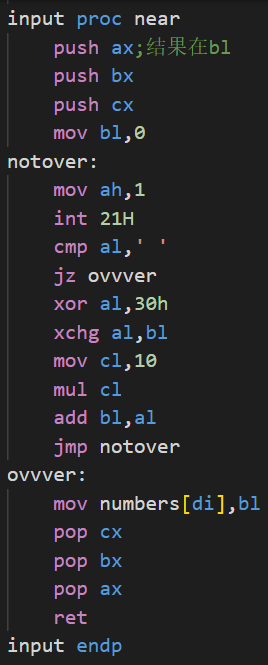 input proc near
    push ax;结果在bl
    push bx
    push cx
    mov bl,0
notover:
    mov ah,1
    int 21H
    cmp al,' '
    jz ovvver
    xor al,30h
    xchg al,bl
    mov cl,10
    mul cl
    add bl,al
    jmp notover
ovvver:
    mov numbers[di],bl
    pop cx
    pop bx
    pop ax
    ret
input endp